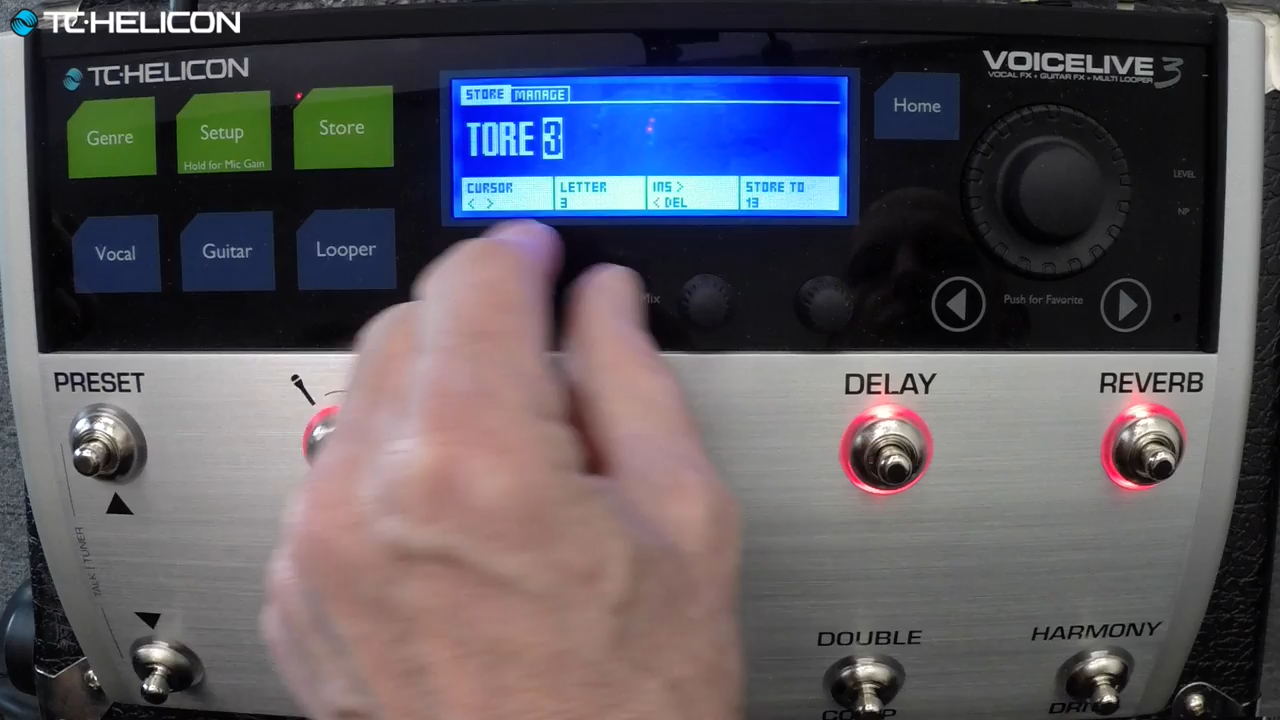 TC·HELICON
TC·HELICON
VOICELIVE 3
VOCAL FX • GUITAR FX • MULTI LOOPER
Genre
Setup
Hold for Mic Gain
Store
Vocal
Guitar
Looper
STORE MANAGE
TORE 3
CURSOR LETTER INS > STORE TO
< > 3 < DEL 13
Home
LEVEL
Mix
Push for Favorite
PRESET
DELAY
REVERB
TALK / TUNER
DOUBLE
HARMONY